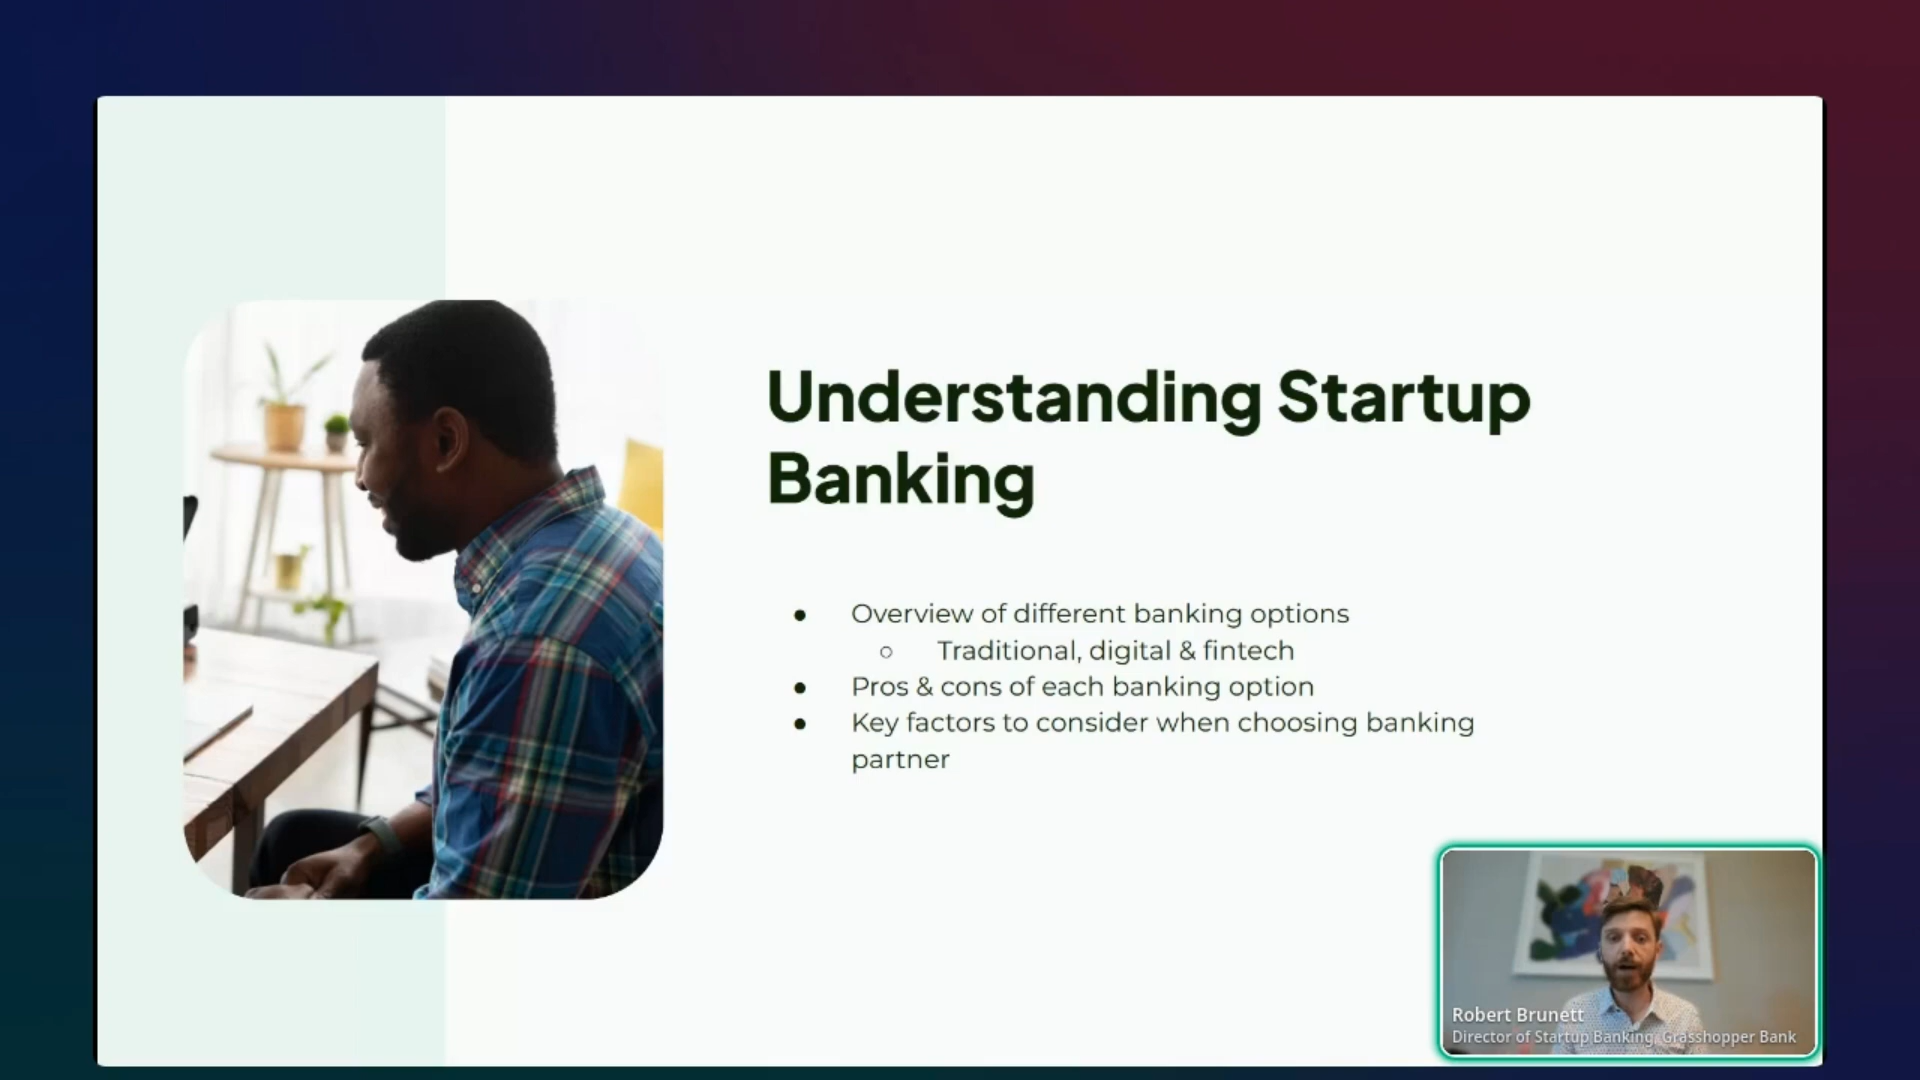 Understanding Startup
Banking
● Overview of different banking options
○ Traditional, digital & fintech
● Pros & cons of each banking option
● Key factors to consider when choosing banking
partner
Robert Brunett
Director of Startup Banking, Grasshopper Bank